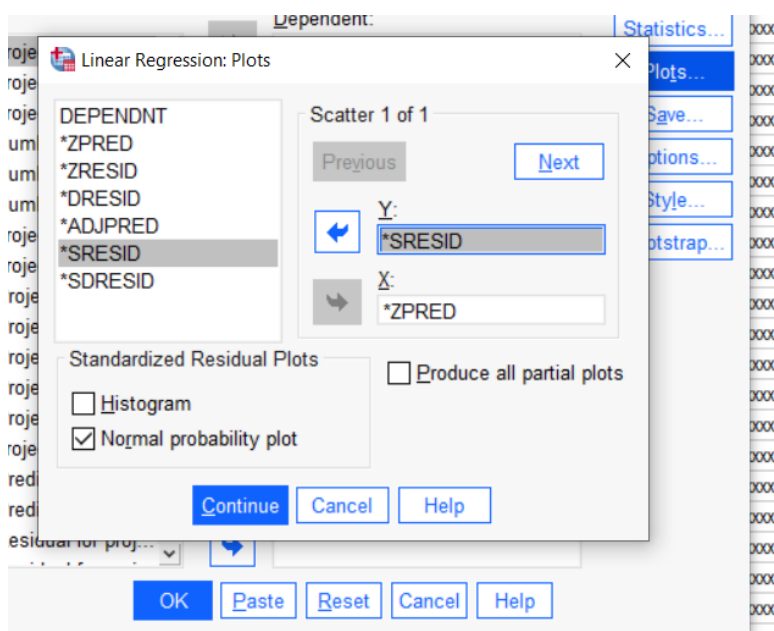 Dependent:
Statistics...
Linear Regression: Plots
Plots...
DEPENDNT
*ZPRED
*ZRESID
*DRESID
*ADJPRED
*SRESID
*SDRESID
Scatter 1 of 1
Previous
Next
Y:
*SRESID
X:
*ZPRED
Save...
ptions...
Style...
otstrap...
Standardized Residual Plots
Histogram
Normal probability plot
Produce all partial plots
Continue
Cancel
Help
OK
Paste
Reset
Cancel
Help